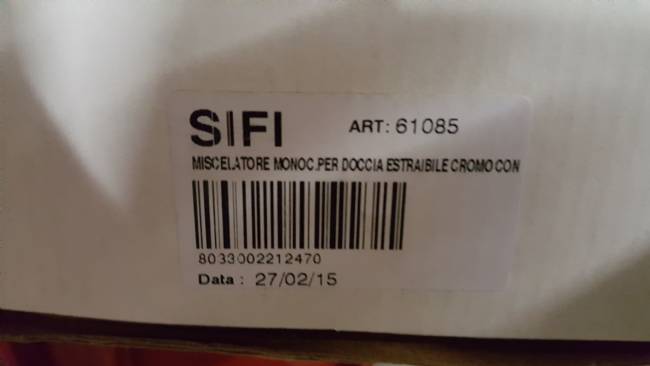 SIFI ART: 61085
MISCELATORE MONOC.PER DOCCIA ESTRAIBILE CROMO CON
8033002212470
Data : 27/02/15